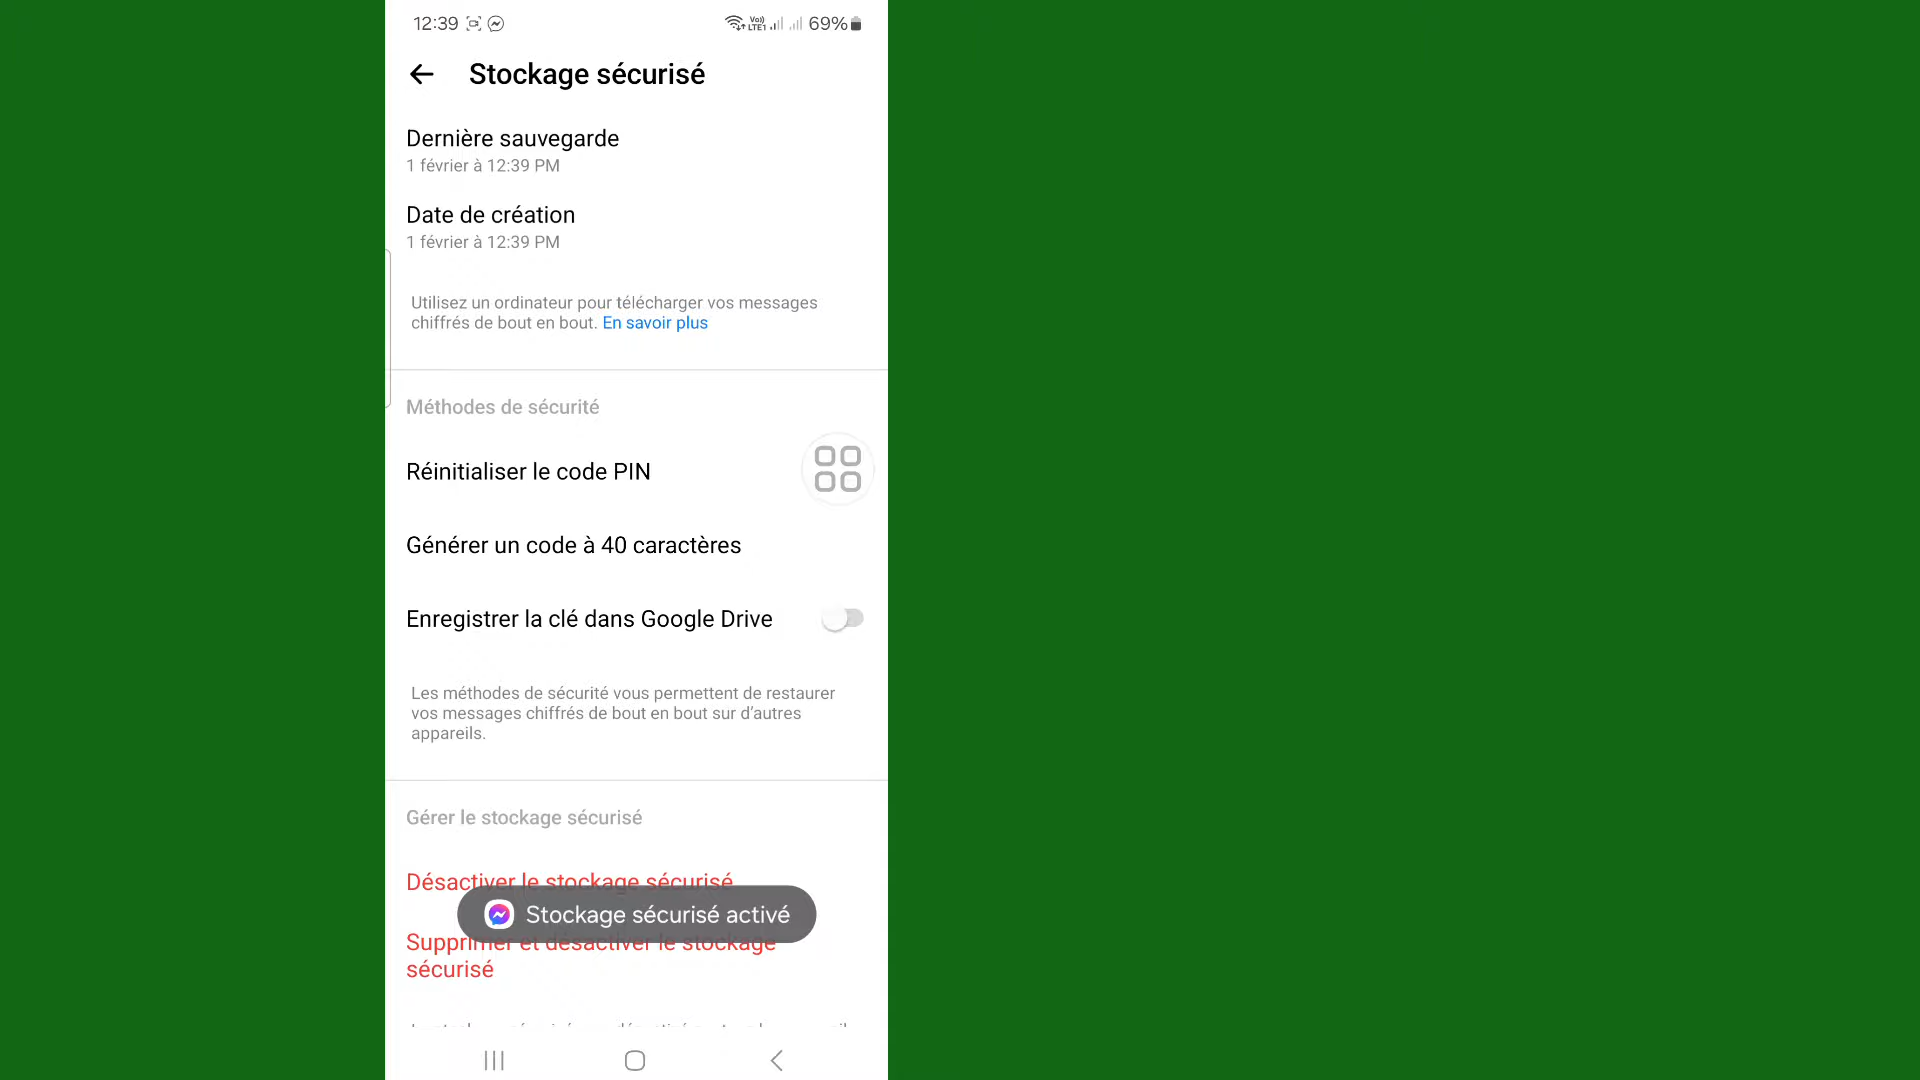 12:39 69%
Stockage sécurisé
Dernière sauvegarde
1 février à 12:39 PM
Date de création
1 février à 12:39 PM
Utilisez un ordinateur pour télécharger vos messages
chiffrés de bout en bout. En savoir plus
Méthodes de sécurité
Réinitialiser le code PIN
Générer un code à 40 caractères
Enregistrer la clé dans Google Drive
Les méthodes de sécurité vous permettent de restaurer
vos messages chiffrés de bout en bout sur d’autres
appareils.
Gérer le stockage sécurisé
Désactiver le stockage sécurisé
Stockage sécurisé activé
Supprimer et désactiver le stockage
sécurisé